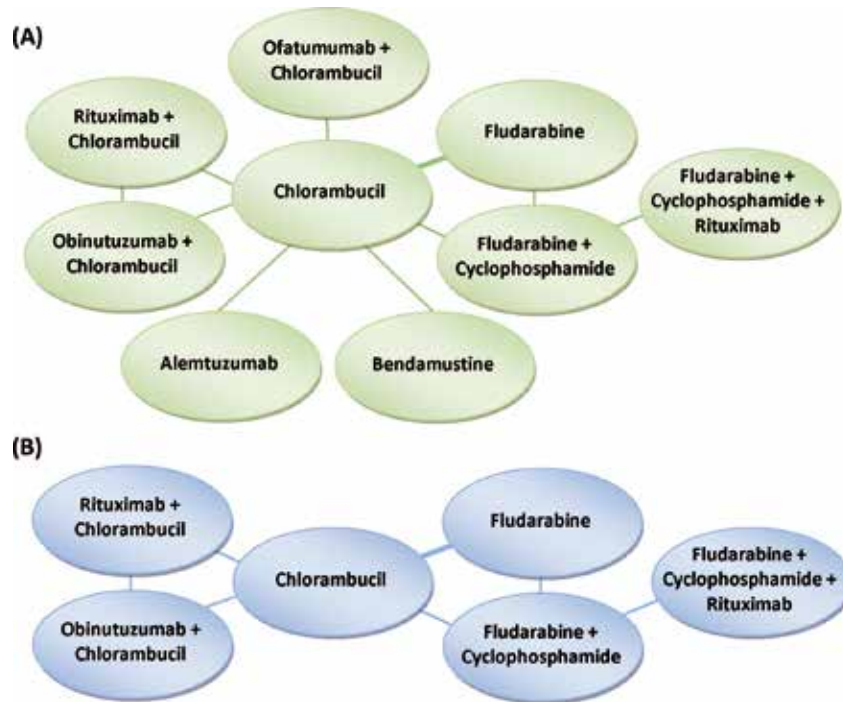 (A)
Ofatumumab +
Chlorambucil
Rituximab +
Chlorambucil
Fludarabine
Chlorambucil
Fludarabine +
Cyclophosphamide +
Rituximab
Obinutuzumab +
Chlorambucil
Fludarabine +
Cyclophosphamide
Alemtuzumab
Bendamustine
(B)
Rituximab +
Chlorambucil
Fludarabine
Chlorambucil
Fludarabine +
Cyclophosphamide +
Rituximab
Obinutuzumab +
Chlorambucil
Fludarabine +
Cyclophosphamide